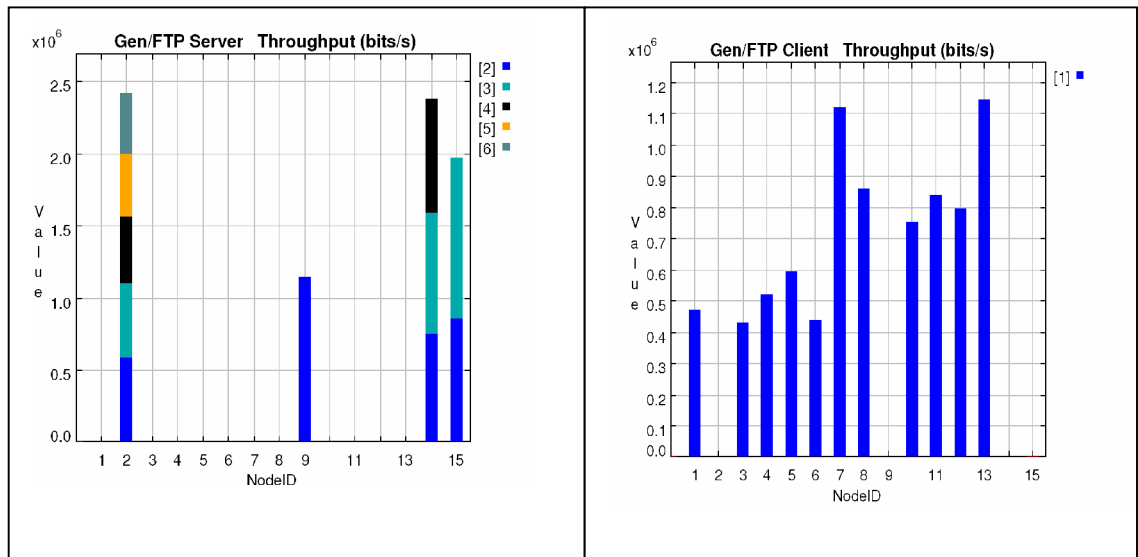 x10⁶
Gen/FTP Server Throughput (bits/s)
[2]
[3]
[4]
[5]
[6]
2.5
2.0
1.5
1.0
0.5
0.0
Value
1 2 3 4 5 6 7 8 9 11 13 15
NodeID
x10⁶
Gen/FTP Client Throughput (bits/s)
[1]
1.2
1.1
1.0
0.9
0.8
0.7
0.6
0.5
0.4
0.3
0.2
0.1
0.0
Value
1 2 3 4 5 6 7 8 9 11 13 15
NodeID